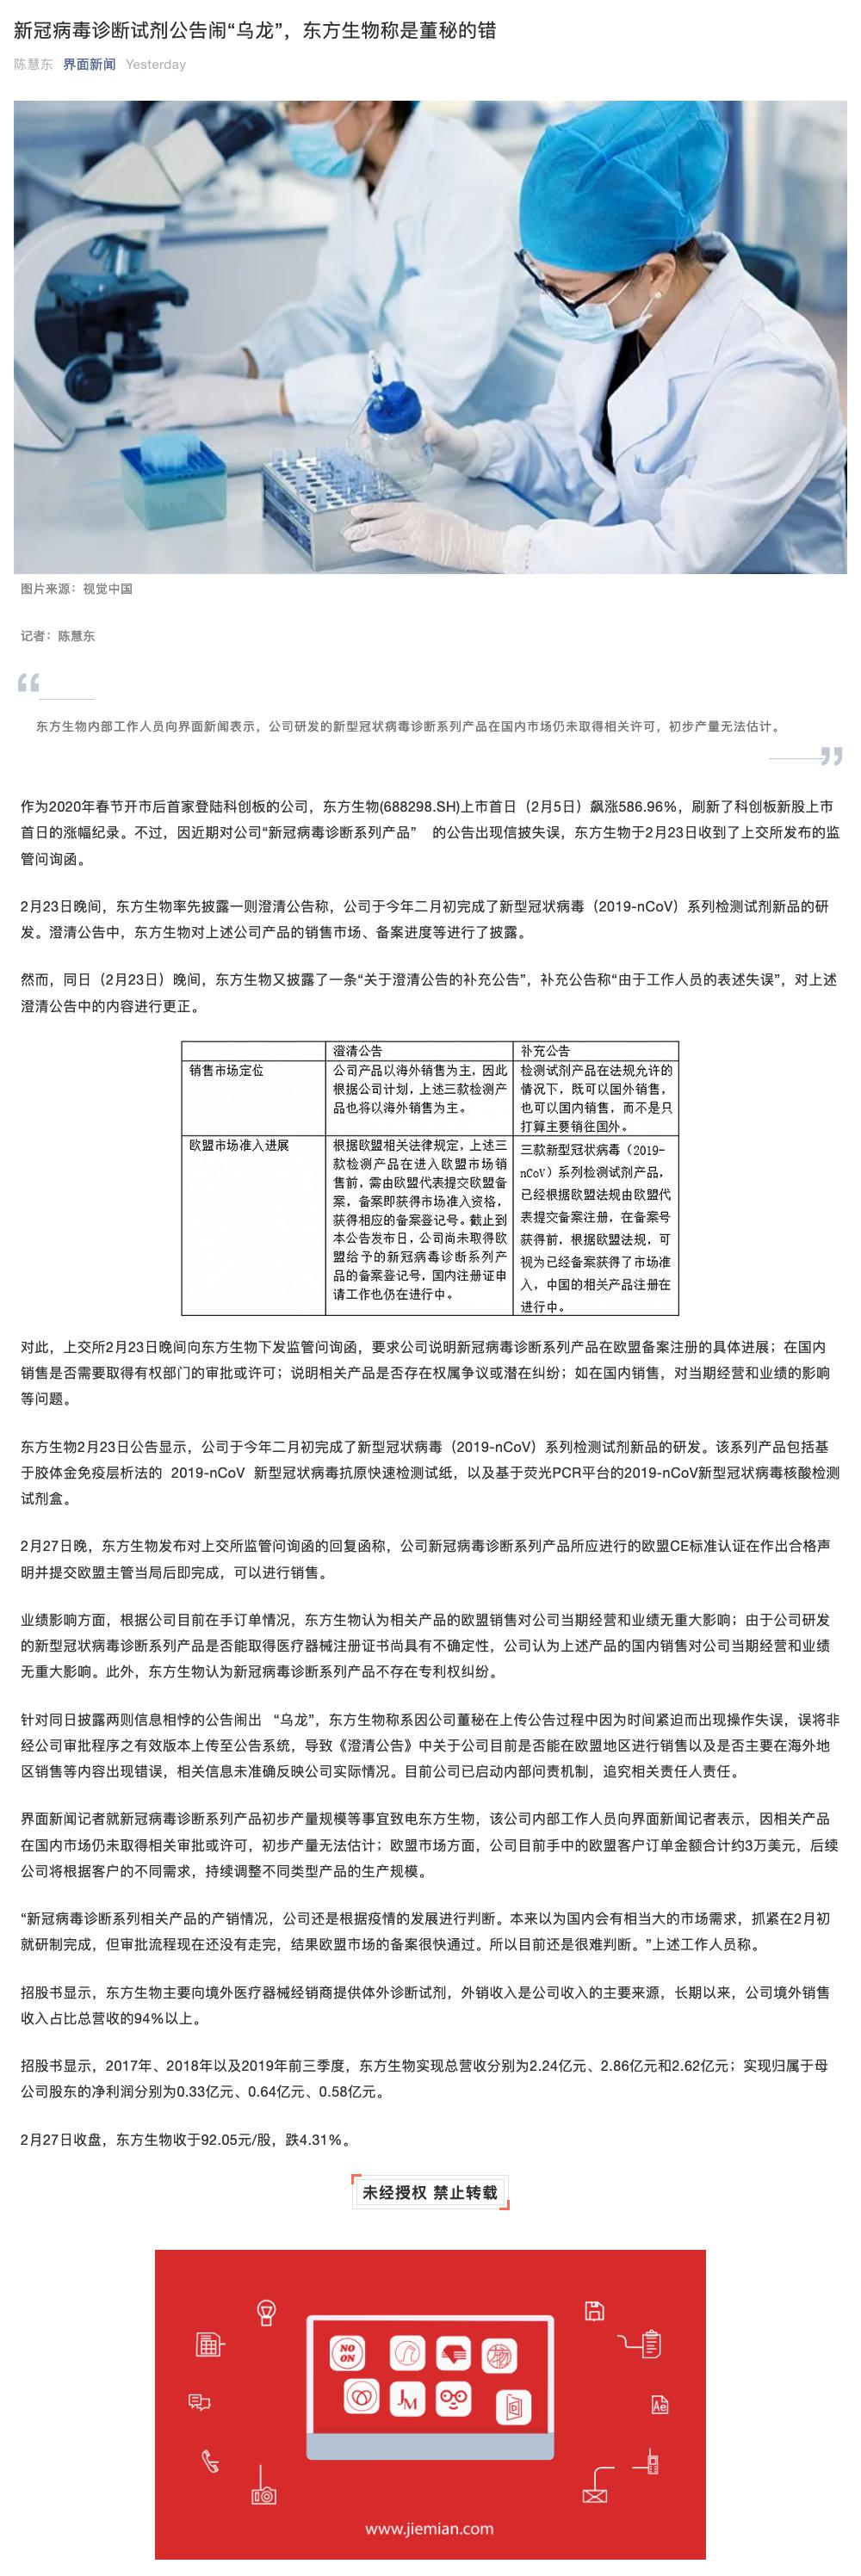 新冠病毒诊断试剂公告闹“乌龙”，东方生物称是董秘的错
陈慧东 界面新闻 Yesterday
图片来源：视觉中国
记者：陈慧东
“
东方生物内部工作人员向界面新闻表示，公司研发的新型冠状病毒诊断系列产品在国内市场仍未取得相关许可，初步产量无法估计。
”
作为2020年春节开市后首家登陆科创板的公司，东方生物(688298.SH)上市首日（2月5日）飙涨586.96%，刷新了科创板新股上市
首日的涨幅纪录。不过，因近期对公司“新冠病毒诊断系列产品” 的公告出现信披失误，东方生物于2月23日收到了上交所发布的监
管问询函。
2月23日晚间，东方生物率先披露一则澄清公告称，公司于今年二月初完成了新型冠状病毒（2019-nCoV）系列检测试剂新品的研
发。澄清公告中，东方生物对上述公司产品的销售市场、备案进度等进行了披露。
然而，同日（2月23日）晚间，东方生物又披露了一条“关于澄清公告的补充公告”，补充公告称“由于工作人员的表述失误”，对上述
澄清公告中的内容进行更正。
澄清公告
补充公告
销售市场定位
公司产品以海外销售为主，因此
根据公司计划，上述三款检测产
品也将以海外销售为主。
检测试剂产品在法规允许的
情况下，既可以国外销售，
也可以国内销售，而不是只
打算主要销往国外。
欧盟市场准入进展
根据欧盟相关法律规定，上述三
款检测产品在进入欧盟市场销
售前，需由欧盟代表提交欧盟备
案，备案即获得市场准入资格，
获得相应的备案登记号。截止到
本公告发布日，公司尚未取得欧
盟给予的新冠病毒诊断系列产
品的备案登记号，国内注册证申
请工作也仍在进行中。
三款新型冠状病毒（2019-
nCoV）系列检测试剂产品，
已经根据欧盟法规由欧盟代
表提交备案注册，在备案号
获得前，根据欧盟法规，可
视为已经备案获得了市场准
入，中国的相关产品注册在
进行中。
对此，上交所2月23日晚间向东方生物下发监管问询函，要求公司说明新冠病毒诊断系列产品在欧盟备案注册的具体进展；在国内
销售是否需要取得有权部门的审批或许可；说明相关产品是否存在权属争议或潜在纠纷；如在国内销售，对当期经营和业绩的影响
等问题。
东方生物2月23日公告显示，公司于今年二月初完成了新型冠状病毒（2019-nCoV）系列检测试剂新品的研发。该系列产品包括基
于胶体金免疫层析法的 2019-nCoV 新型冠状病毒抗原快速检测试纸，以及基于荧光PCR平台的2019-nCoV新型冠状病毒核酸检测
试剂盒。
2月27日晚，东方生物发布对上交所监管问询函的回复函称，公司新冠病毒诊断系列产品所应进行的欧盟CE标准认证在作出合格声
明并提交欧盟主管当局后即完成，可以进行销售。
业绩影响方面，根据公司目前在手订单情况，东方生物认为相关产品的欧盟销售对公司当期经营和业绩无重大影响；由于公司研发
的新型冠状病毒诊断系列产品是否能取得医疗器械注册证书尚具有不确定性，公司认为上述产品的国内销售对公司当期经营和业绩
无重大影响。此外，东方生物认为新冠病毒诊断系列产品不存在专利权纠纷。
针对同日披露两则信息相悖的公告闹出 “乌龙”，东方生物称系因公司董秘在上传公告过程中因为时间紧迫而出现操作失误，误将非
经公司审批程序之有效版本上传至公告系统，导致《澄清公告》中关于公司目前是否能在欧盟地区进行销售以及是否主要在海外地
区销售等内容出现错误，相关信息未准确反映公司实际情况。目前公司已启动内部问责机制，追究相关责任人责任。
界面新闻记者就新冠病毒诊断系列产品初步产量规模等事宜致电东方生物，该公司内部工作人员向界面新闻记者表示，因相关产品
在国内市场仍未取得相关审批或许可，初步产量无法估计；欧盟市场方面，公司目前手中的欧盟客户订单金额合计约3万美元，后续
公司将根据客户的不同需求，持续调整不同类型产品的生产规模。
“新冠病毒诊断系列相关产品的产销情况，公司还是根据疫情的发展进行判断。本来以为国内会有相当大的市场需求，抓紧在2月初
就研制完成，但审批流程现在还没有走完，结果欧盟市场的备案很快通过。所以目前还是很难判断。”上述工作人员称。
招股书显示，东方生物主要向境外医疗器械经销商提供体外诊断试剂，外销收入是公司收入的主要来源，长期以来，公司境外销售
收入占比总营收的94%以上。
招股书显示，2017年、2018年以及2019年前三季度，东方生物实现总营收分别为2.24亿元、2.86亿元和2.62亿元；实现归属于母
公司股东的净利润分别为0.33亿元、0.64亿元、0.58亿元。
2月27日收盘，东方生物收于92.05元/股，跌4.31%。
未经授权 禁止转载
NO
ON
JM
Ae
www.jiemian.com